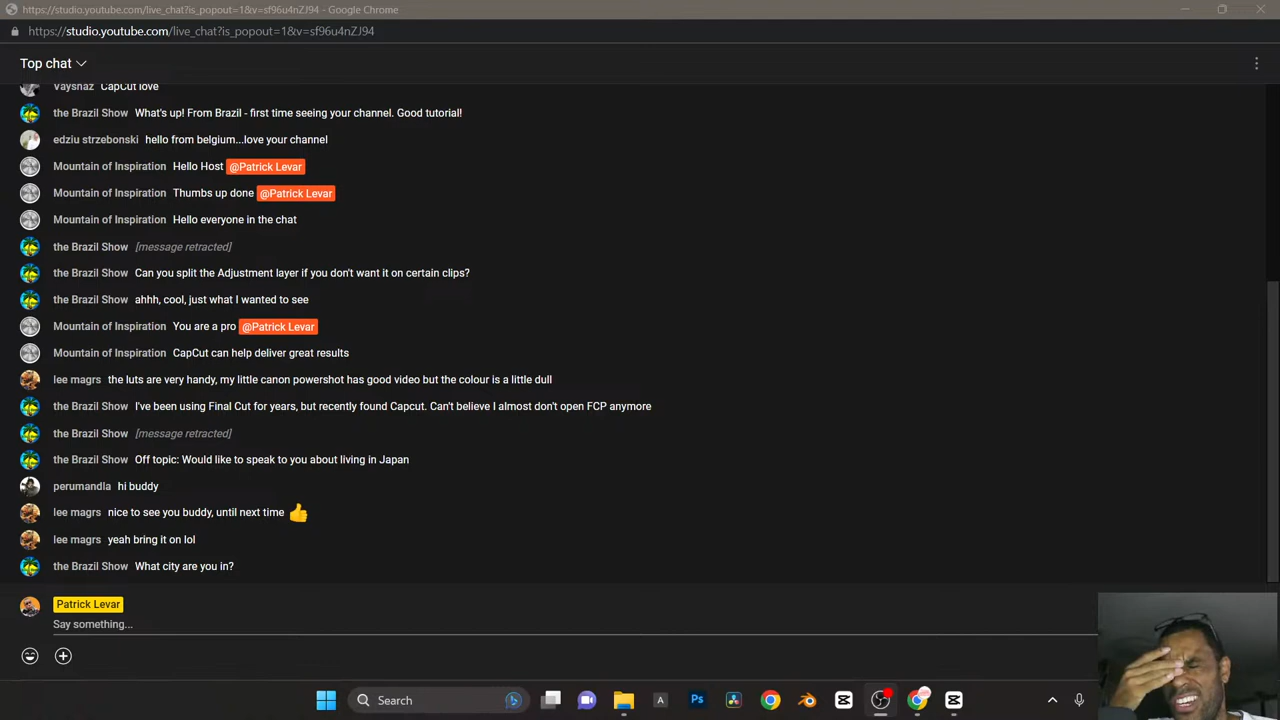 https://studio.youtube.com/live_chat?is_popout=1&v=sf96u4nZJ94 - Google Chrome
https://studio.youtube.com/live_chat?is_popout=1&v=sf96u4nZJ94
Top chat
Vayshaz CapCut love
the Brazil Show What's up! From Brazil - first time seeing your channel. Good tutorial!
edziu strzebonski hello from belgium...love your channel
Mountain of Inspiration Hello Host @Patrick Levar
Mountain of Inspiration Thumbs up done @Patrick Levar
Mountain of Inspiration Hello everyone in the chat
the Brazil Show [message retracted]
the Brazil Show Can you split the Adjustment layer if you don't want it on certain clips?
the Brazil Show ahhh, cool, just what I wanted to see
Mountain of Inspiration You are a pro @Patrick Levar
Mountain of Inspiration CapCut can help deliver great results
lee magrs the luts are very handy, my little canon powershot has good video but the colour is a little dull
the Brazil Show I've been using Final Cut for years, but recently found Capcut. Can't believe I almost don't open FCP anymore
the Brazil Show [message retracted]
the Brazil Show Off topic: Would like to speak to you about living in Japan
perumandla hi buddy
lee magrs nice to see you buddy, until next time 👍
lee magrs yeah bring it on lol
the Brazil Show What city are you in?
Patrick Levar
Say something...
Search
A
Ps